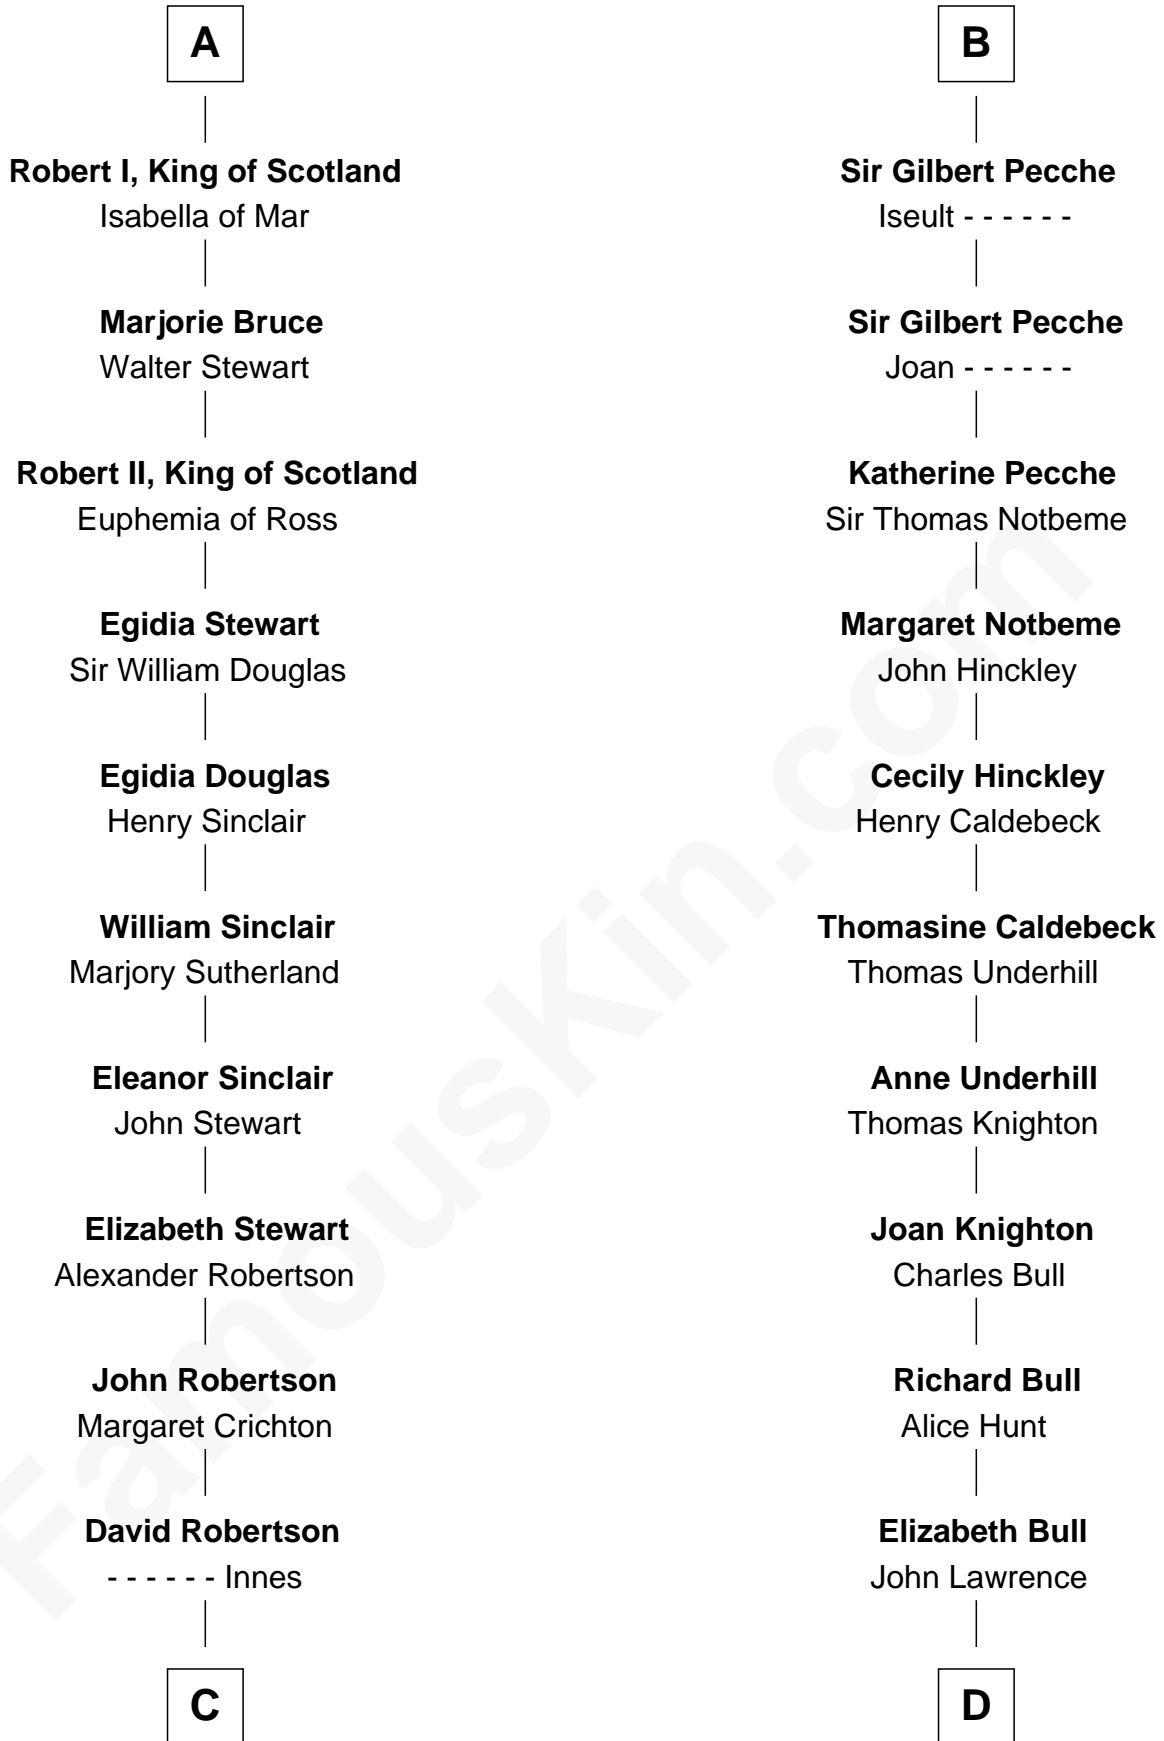 A
Robert I, King of Scotland
Isabella of Mar
Marjorie Bruce
Walter Stewart
Robert II, King of Scotland
Euphemia of Ross
Egidia Stewart
Sir William Douglas
Egidia Douglas
Henry Sinclair
William Sinclair
Marjory Sutherland
Eleanor Sinclair
John Stewart
Elizabeth Stewart
Alexander Robertson
John Robertson
Margaret Crichton
David Robertson
- - - - - - Innes
C
B
Sir Gilbert Pecche
Iseult - - - - - -
Sir Gilbert Pecche
Joan - - - - - -
Katherine Pecche
Sir Thomas Notbeme
Margaret Notbeme
John Hinckley
Cecily Hinckley
Henry Caldebeck
Thomasine Caldebeck
Thomas Underhill
Anne Underhill
Thomas Knighton
Joan Knighton
Charles Bull
Richard Bull
Alice Hunt
Elizabeth Bull
John Lawrence
D
FamousKin.com